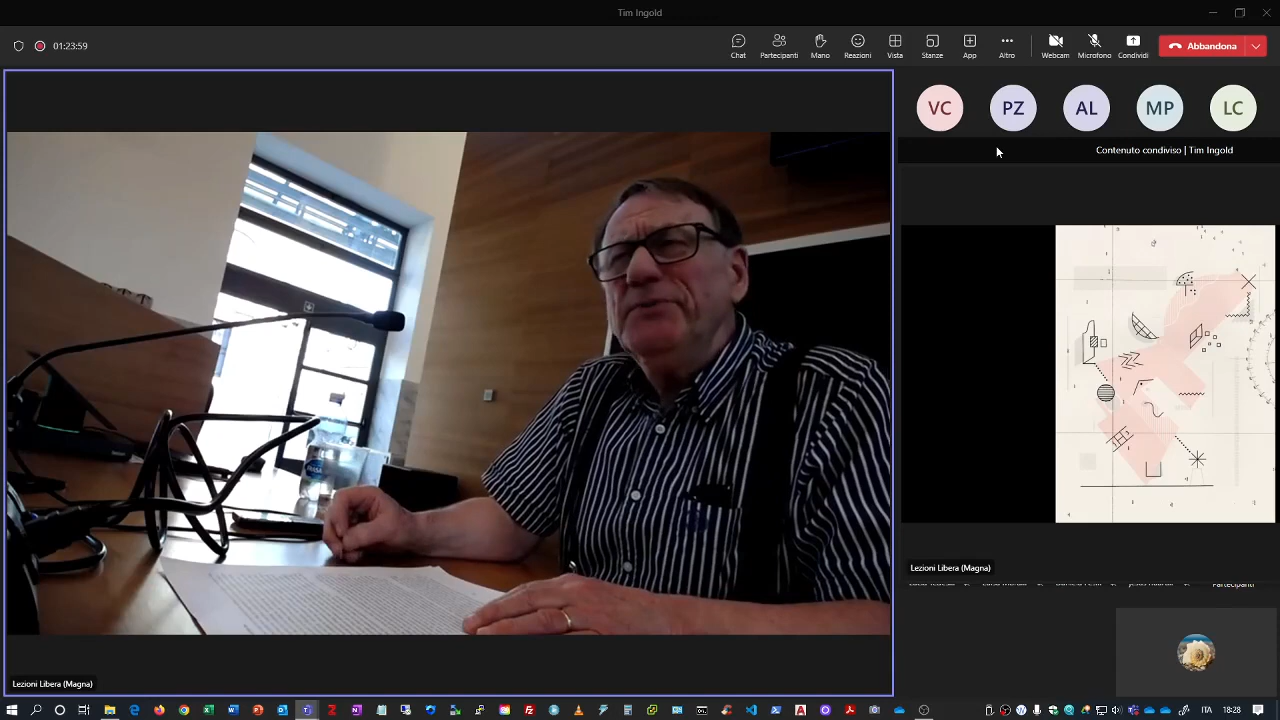 Tim Ingold
01:23:59
Chat
Partecipanti
Mano
Reazioni
Vista
Stanze
App
Altro
Webcam
Microfono
Condividi
Abbandona
VC
PZ
AL
MP
LC
Contenuto condiviso | Tim Ingold
Lezioni Libera (Magna)
Partecipanti
Lezioni Libera (Magna)
ITA
18:28